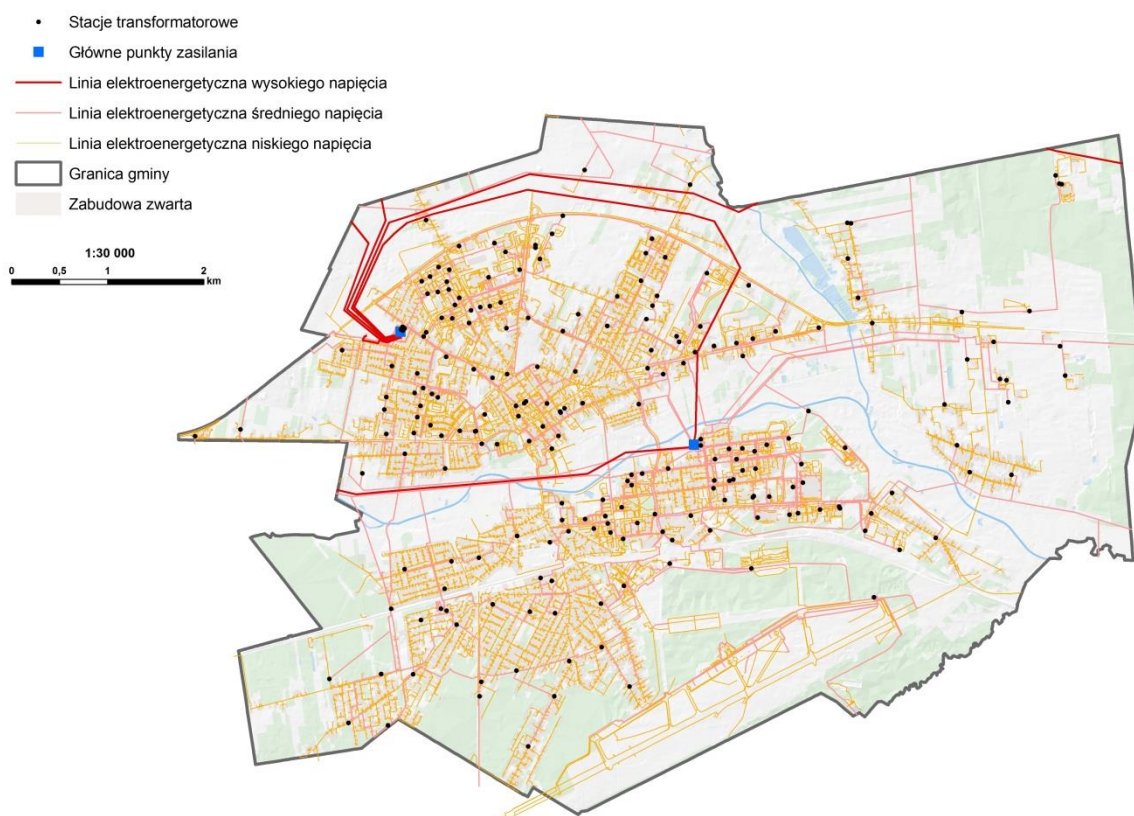 Stacje transformatorowe
Główne punkty zasilania
Linia elektroenergetyczna wysokiego napięcia
Linia elektroenergetyczna średniego napięcia
Linia elektroenergetyczna niskiego napięcia
Granica gminy
Zabudowa zwarta
1:30 000
0 0,5 1 2
km